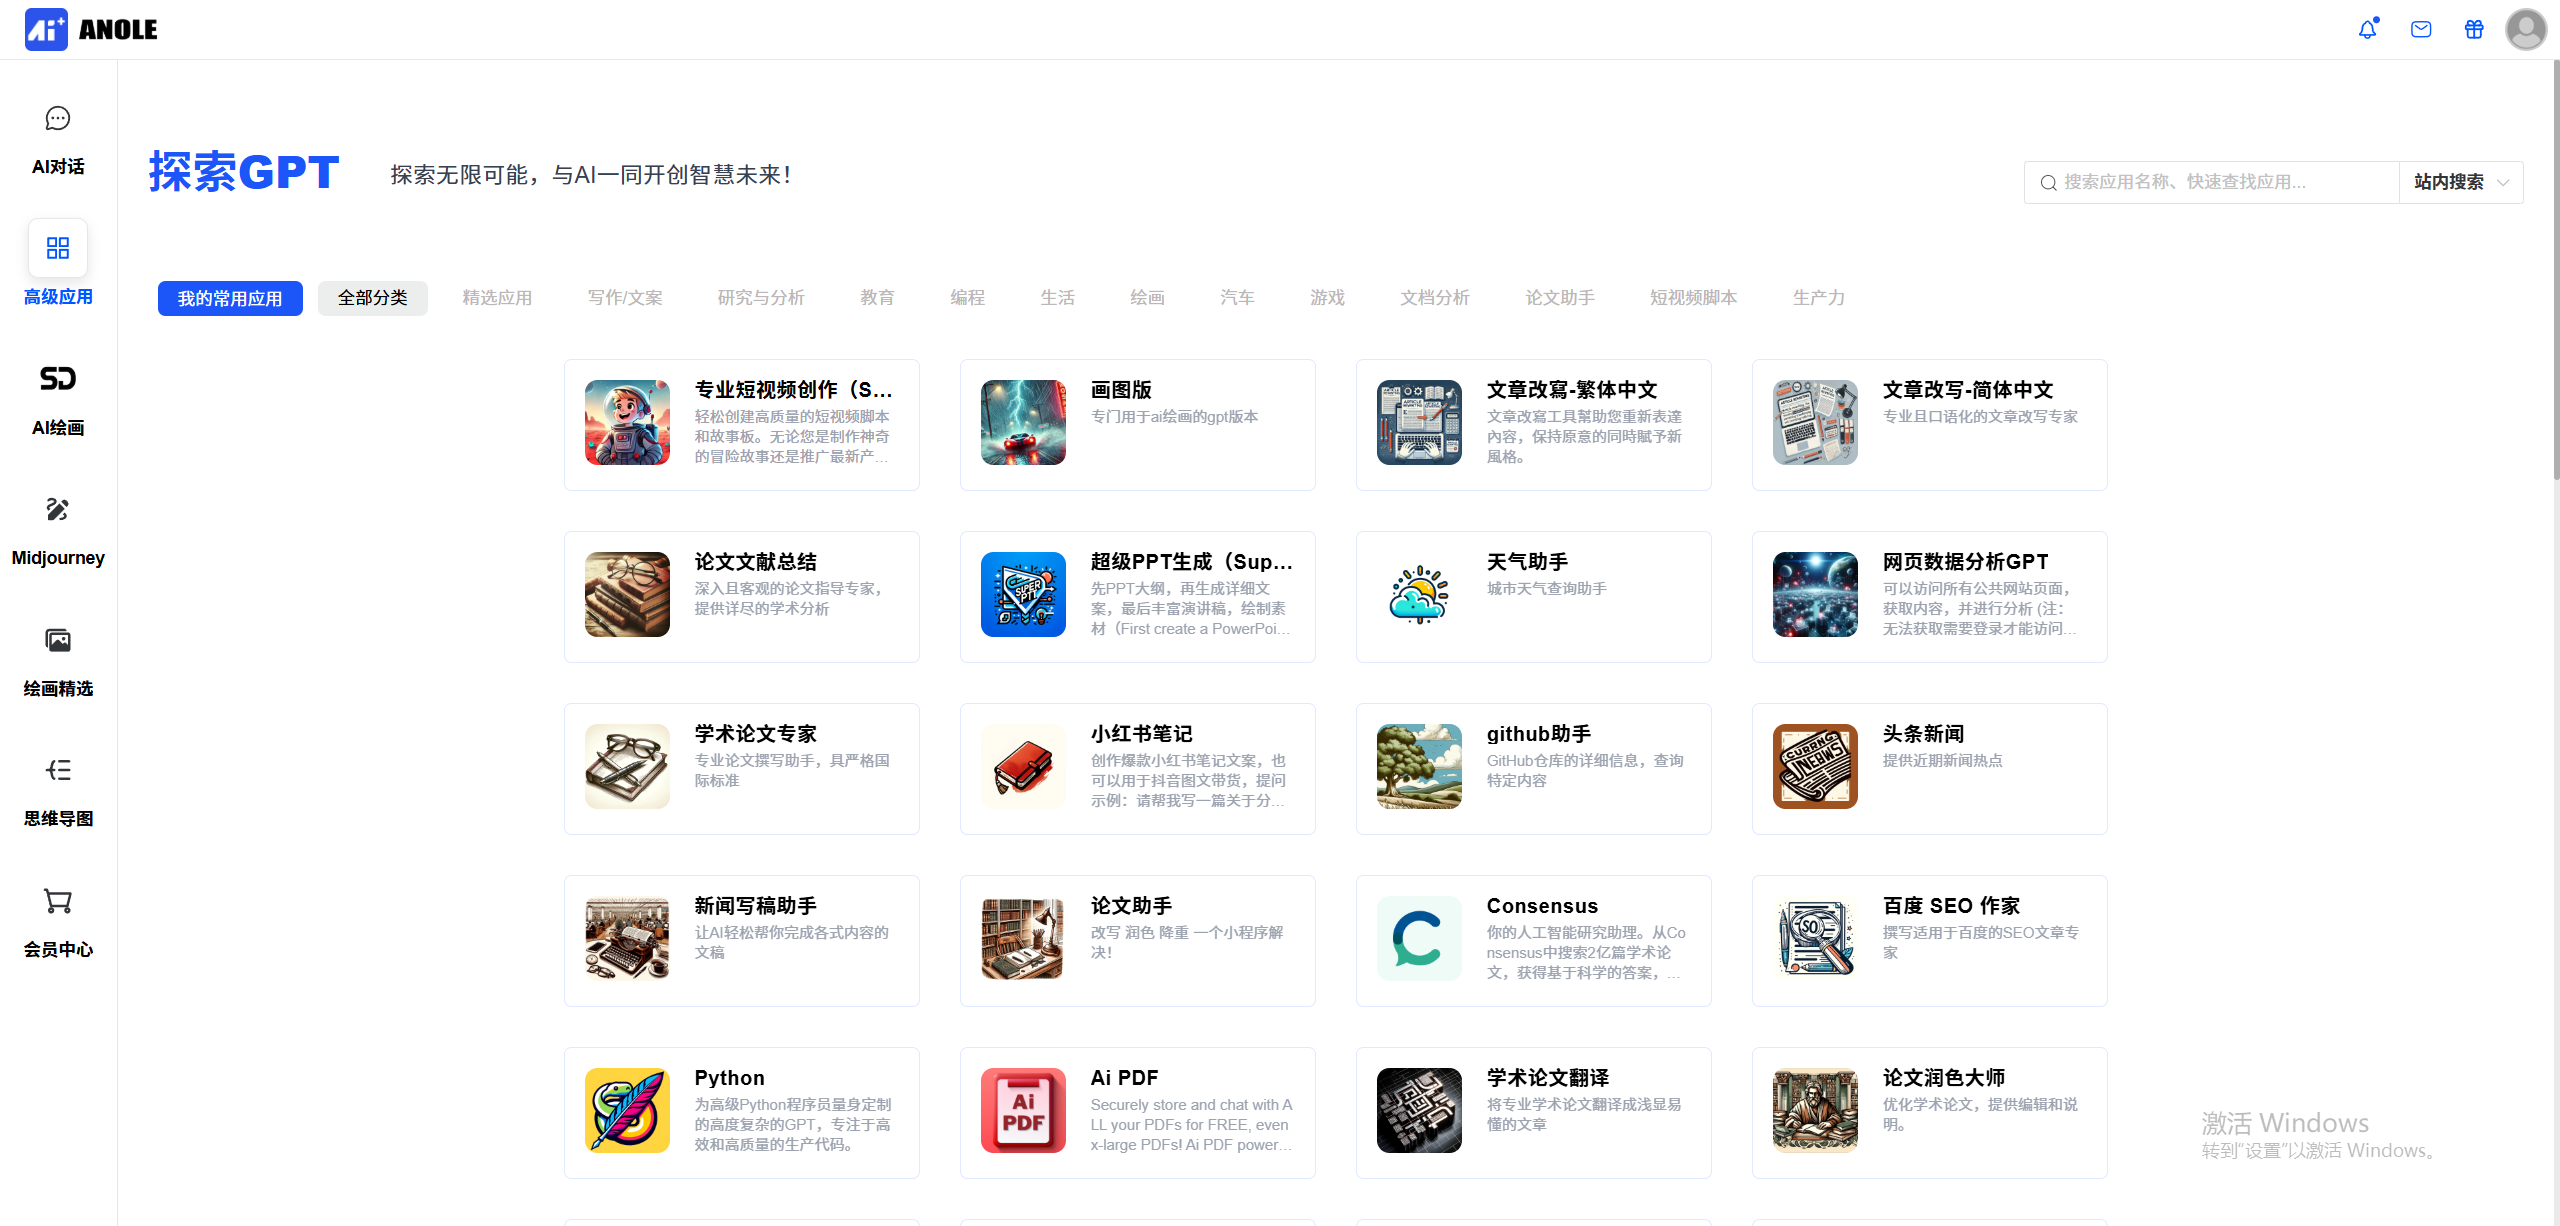 Ai+ ANOLE
AI对话
高级应用
SD
AI绘画
Midjourney
绘画精选
思维导图
会员中心
探索GPT
探索无限可能，与AI一同开创智慧未来！
搜索应用名称、快速查找应用...
站内搜索
我的常用应用 全部分类 精选应用 写作/文案 研究与分析 教育 编程 生活 绘画 汽车 游戏 文档分析 论文助手 短视频脚本 生产力
专业短视频创作（S...
轻松创建高质量的短视频脚本
和故事板。无论您是制作神奇
的冒险故事还是推广最新产...
画图版
专门用于ai绘画的gpt版本
文章改寫-繁体中文
文章改寫工具幫助您重新表達
內容，保持原意的同時賦予新
風格。
文章改写-简体中文
专业且口语化的文章改写专家
论文文献总结
深入且客观的论文指导专家，
提供详尽的学术分析
SUPER
PTT
超级PPT生成（Sup...
先PPT大纲，再生成详细文
案，最后丰富演讲稿，绘制素
材（First create a PowerPoi...
天气助手
城市天气查询助手
网页数据分析GPT
可以访问所有公共网站页面，
获取内容，并进行分析 (注：
无法获取需要登录才能访问...
学术论文专家
专业论文撰写助手，具严格国
际标准
小红书笔记
创作爆款小红书笔记文案，也
可以用于抖音图文带货，提问
示例：请帮我写一篇关于分...
github助手
GitHub仓库的详细信息，查询
特定内容
头条新闻
提供近期新闻热点
新闻写稿助手
让AI轻松帮你完成各式内容的
文稿
论文助手
改写 润色 降重 一个小程序解
决！
Consensus
你的人工智能研究助理。从Co
nsensus中搜索2亿篇学术论
文，获得基于科学的答案，...
SO
百度 SEO 作家
撰写适用于百度的SEO文章专
家
Python
为高级Python程序员量身定制
的高度复杂的GPT，专注于高
效和高质量的生产代码。
Ai
PDF
Ai PDF
Securely store and chat with A
LL your PDFs for FREE, even
x-large PDFs! Ai PDF power...
学术论文翻译
将专业学术论文翻译成浅显易
懂的文章
论文润色大师
优化学术论文，提供编辑和说
明。
激活 Windows
转到“设置”以激活 Windows。